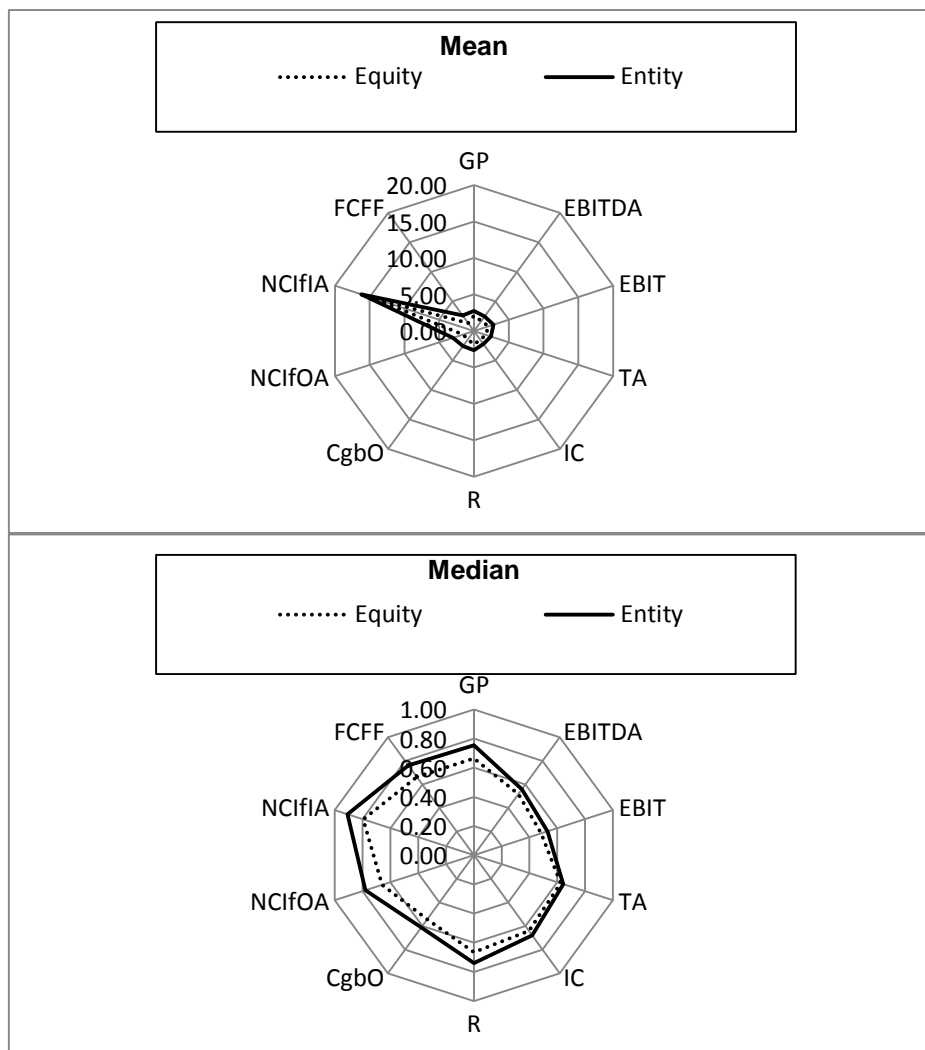 Mean
Equity Entity
GP
20.00
FCFF EBITDA
15.00
10.00
NCIfIA 5.00 EBIT
0.00
NCIfOA TA
CgbO IC
R
Median
Equity Entity
GP
1.00
FCFF EBITDA
0.80
0.60
NCIfIA 0.40 EBIT
0.20
0.00
NCIfOA TA
CgbO IC
R